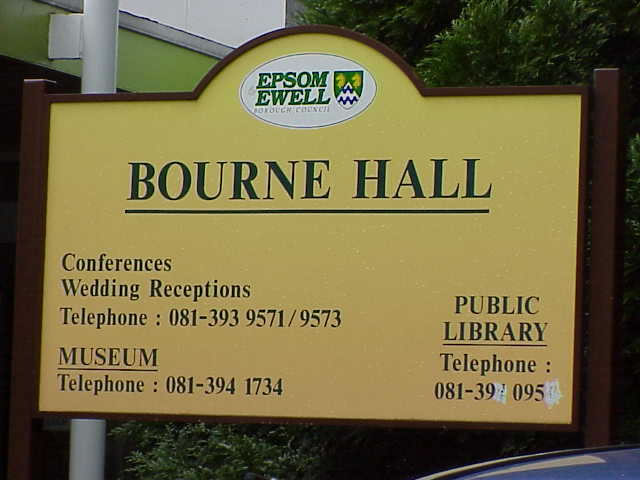 EPSOM
EWELL
BOROUGH COUNCIL
BOURNE HALL
Conferences
Wedding Receptions
Telephone : 081-393 9571/9573
MUSEUM
Telephone : 081-394 1734
PUBLIC
LIBRARY
Telephone :